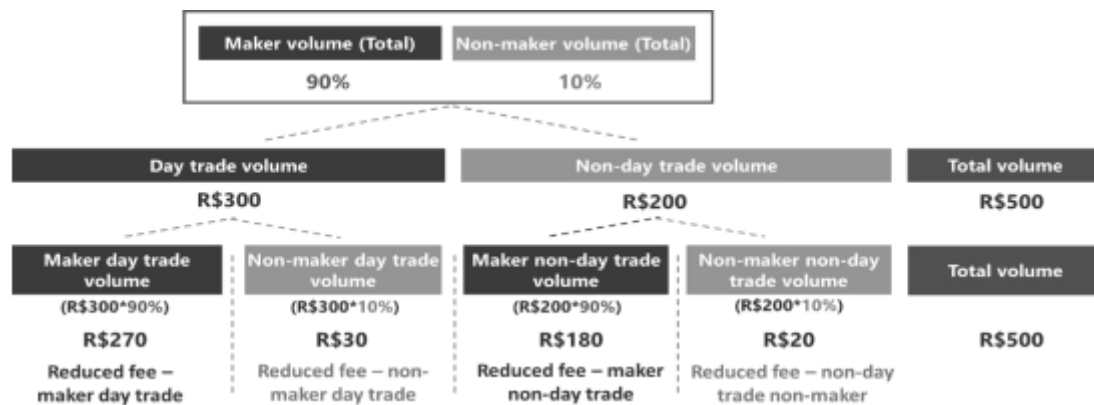 Maker volume (Total) Non-maker volume (Total)
90% 10%
Day trade volume Non-day trade volume Total volume
R$300 R$200 R$500
Maker day trade volume Non-maker day trade volume Maker non-day trade volume Non-maker non-day trade volume Total volume
(R$300*90%) (R$300*10%) (R$200*90%) (R$200*10%)
R$270 R$30 R$180 R$20 R$500
Reduced fee – maker day trade Reduced fee – non-maker day trade Reduced fee – maker non-day trade Reduced fee – non-day trade non-maker